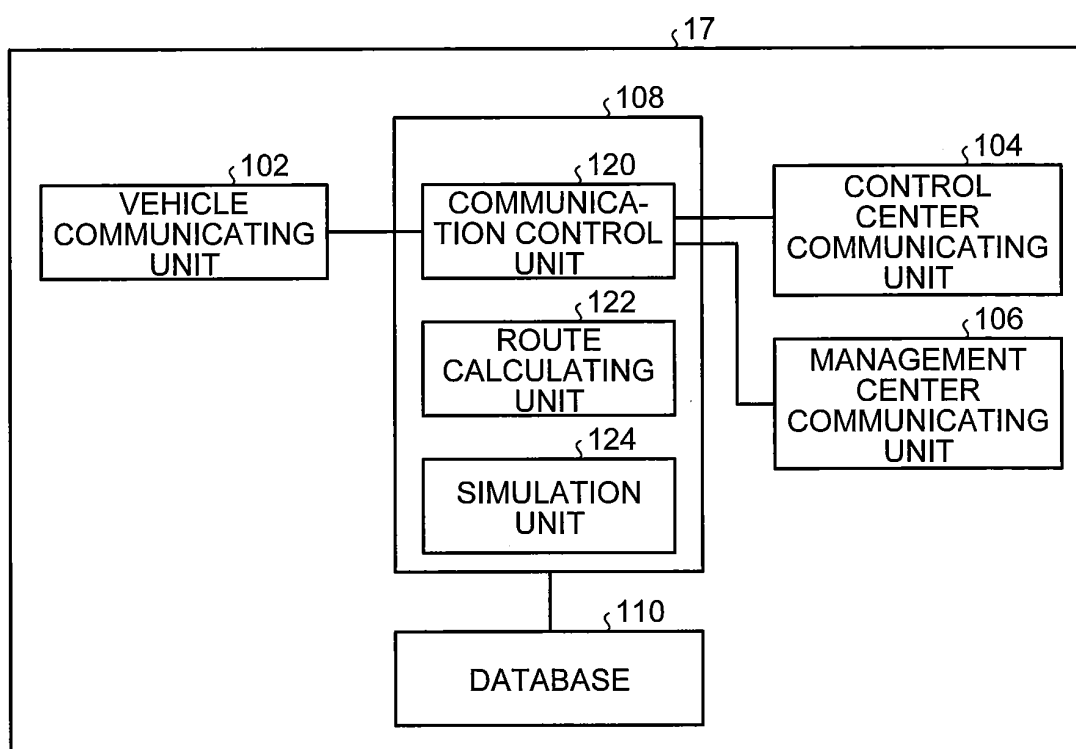 17
108
102
VEHICLE
COMMUNICATING
UNIT
120
COMMUNICA-
TION CONTROL
UNIT
104
CONTROL
CENTER
COMMUNICATING
UNIT
122
ROUTE
CALCULATING
UNIT
106
MANAGEMENT
CENTER
COMMUNICATING
UNIT
124
SIMULATION
UNIT
110
DATABASE